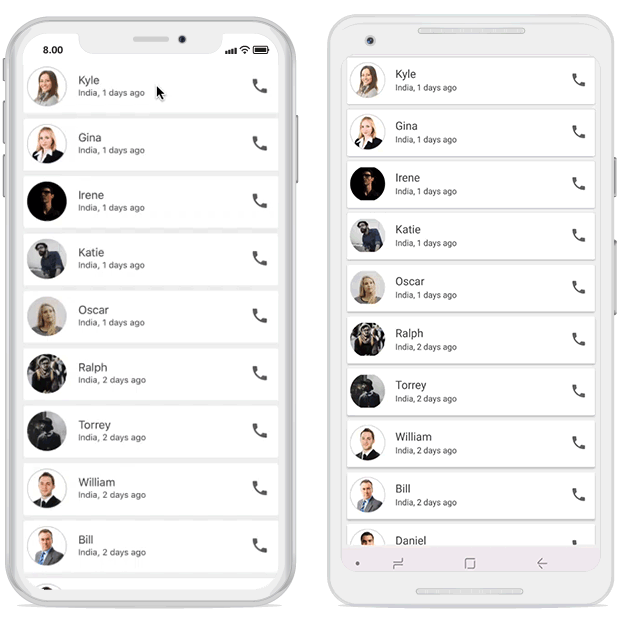 8.00
Kyle
India, 1 days ago
Gina
India, 1 days ago
Irene
India, 1 days ago
Katie
India, 1 days ago
Oscar
India, 1 days ago
Ralph
India, 2 days ago
Torrey
India, 2 days ago
William
India, 2 days ago
Bill
India, 2 days ago
Kyle
India, 1 days ago
Gina
India, 1 days ago
Irene
India, 1 days ago
Katie
India, 1 days ago
Oscar
India, 1 days ago
Ralph
India, 2 days ago
Torrey
India, 2 days ago
William
India, 2 days ago
Bill
India, 2 days ago
Daniel